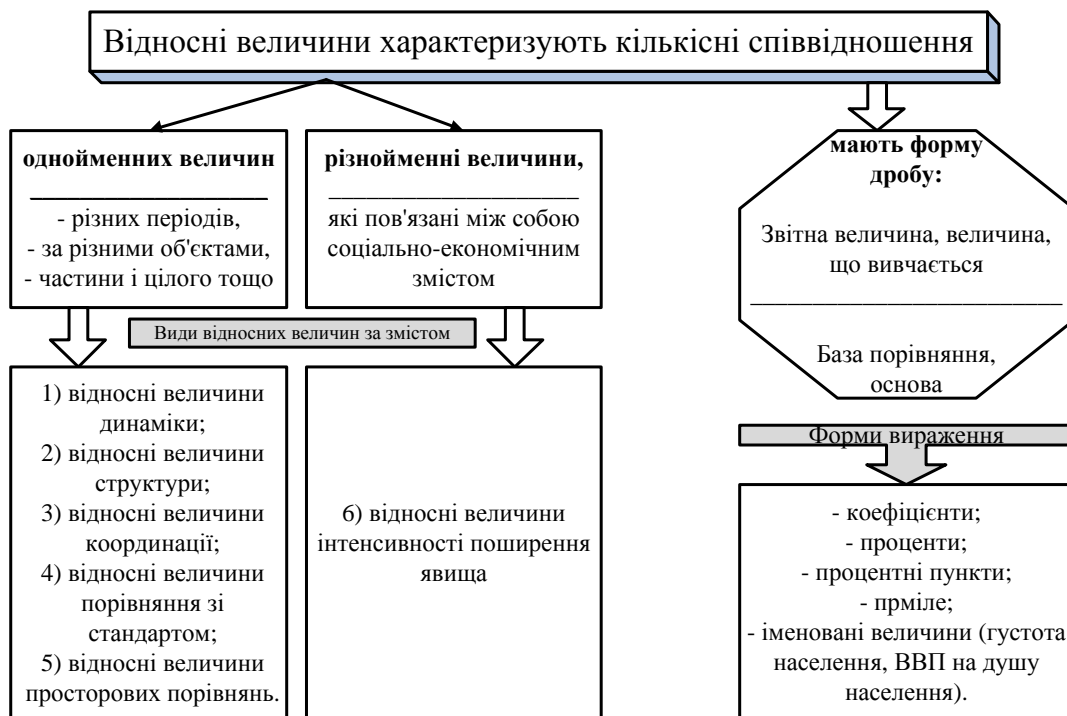 Відносні величини характеризують кількісні співвідношення
однойменних величин
____________________
- різних періодів,
- за різними об'єктами,
- частини і цілого тощо
різнойменні величини,
____________________
які пов'язані між собою
соціально-економічним
змістом
мають форму
дробу:
Звітна величина, величина,
що вивчається
_________________________
База порівняння,
основа
Види відносних величин за змістом
1) відносні величини
динаміки;
2) відносні величини
структури;
3) відносні величини
координації;
4) відносні величини
порівняння зі
стандартом;
5) відносні величини
просторових порівнянь.
6) відносні величини
інтенсивності поширення
явища
Форми вираження
- коефіцієнти;
- проценти;
- процентні пункти;
- прміле;
- іменовані величини (густота
населення, ВВП на душу
населення).